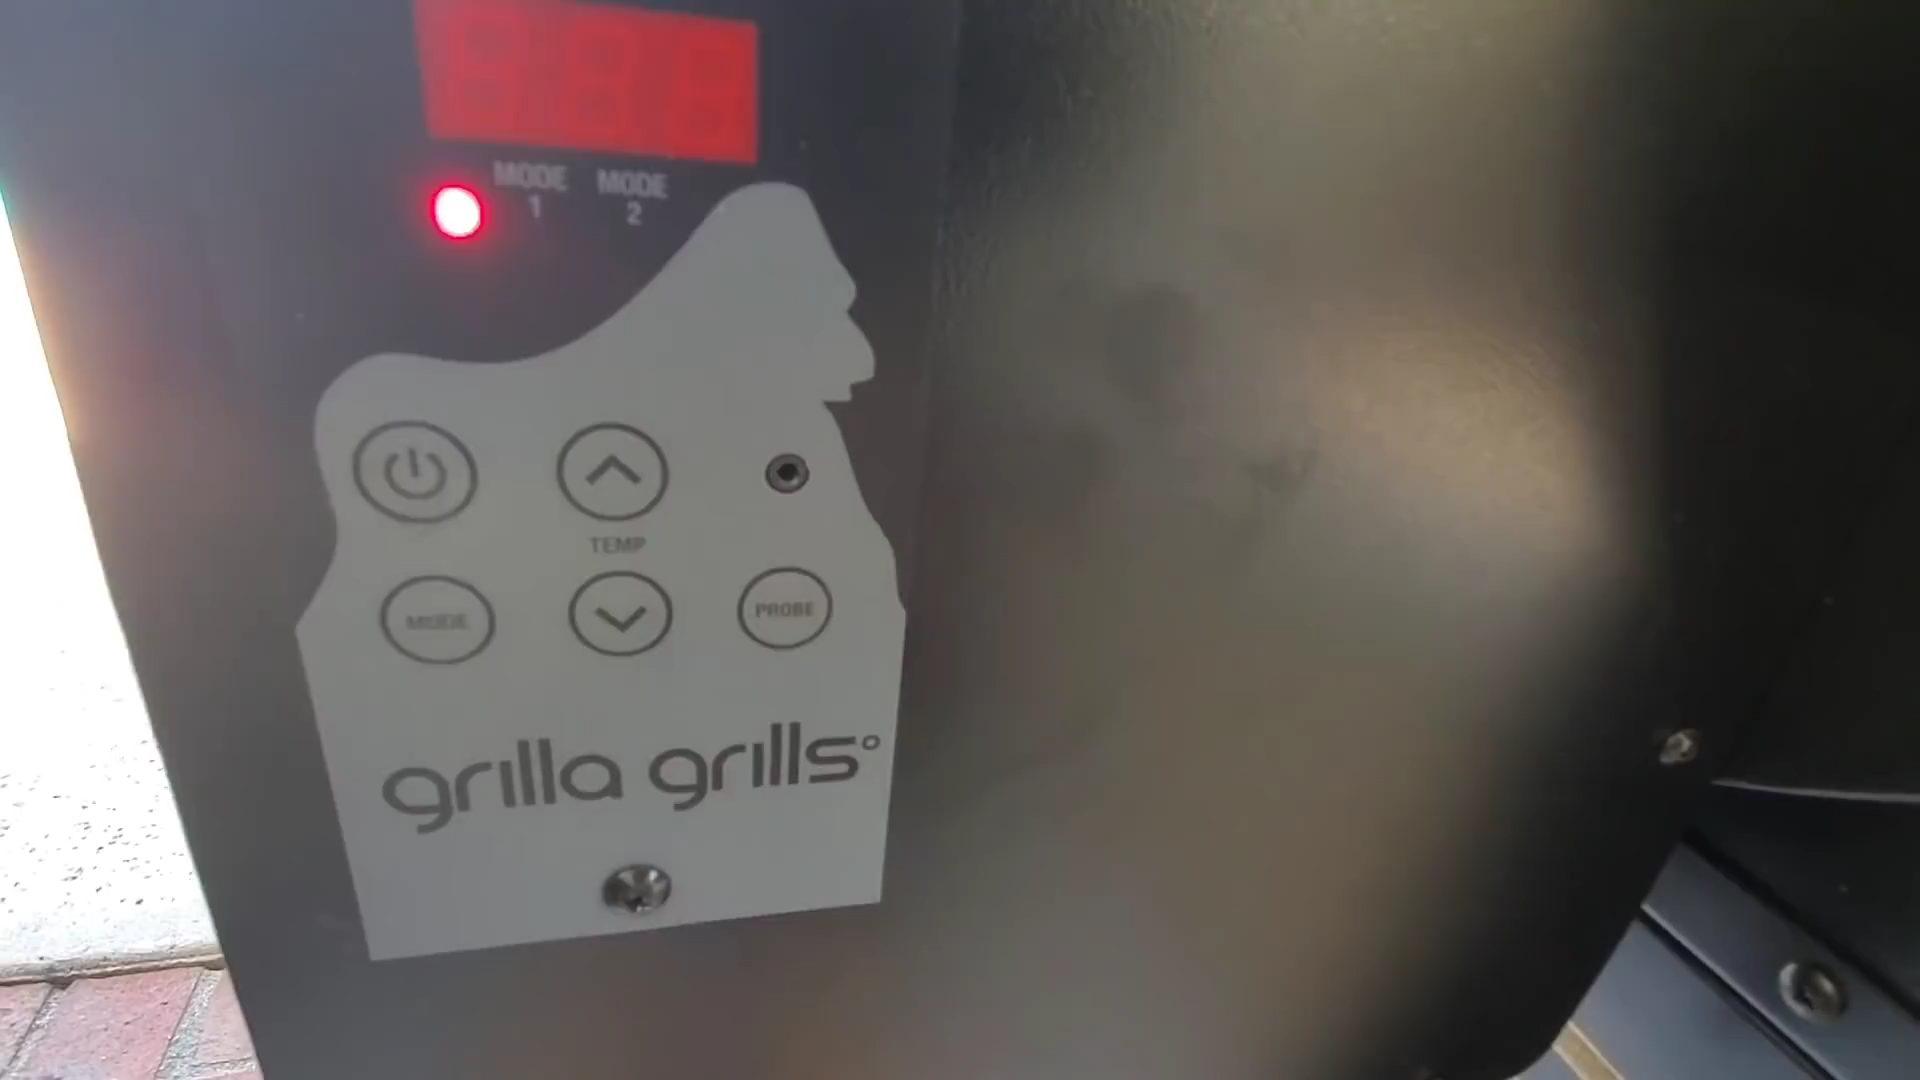 MODE MODE
1 2
TEMP
MODE
PROBE
grilla grills°